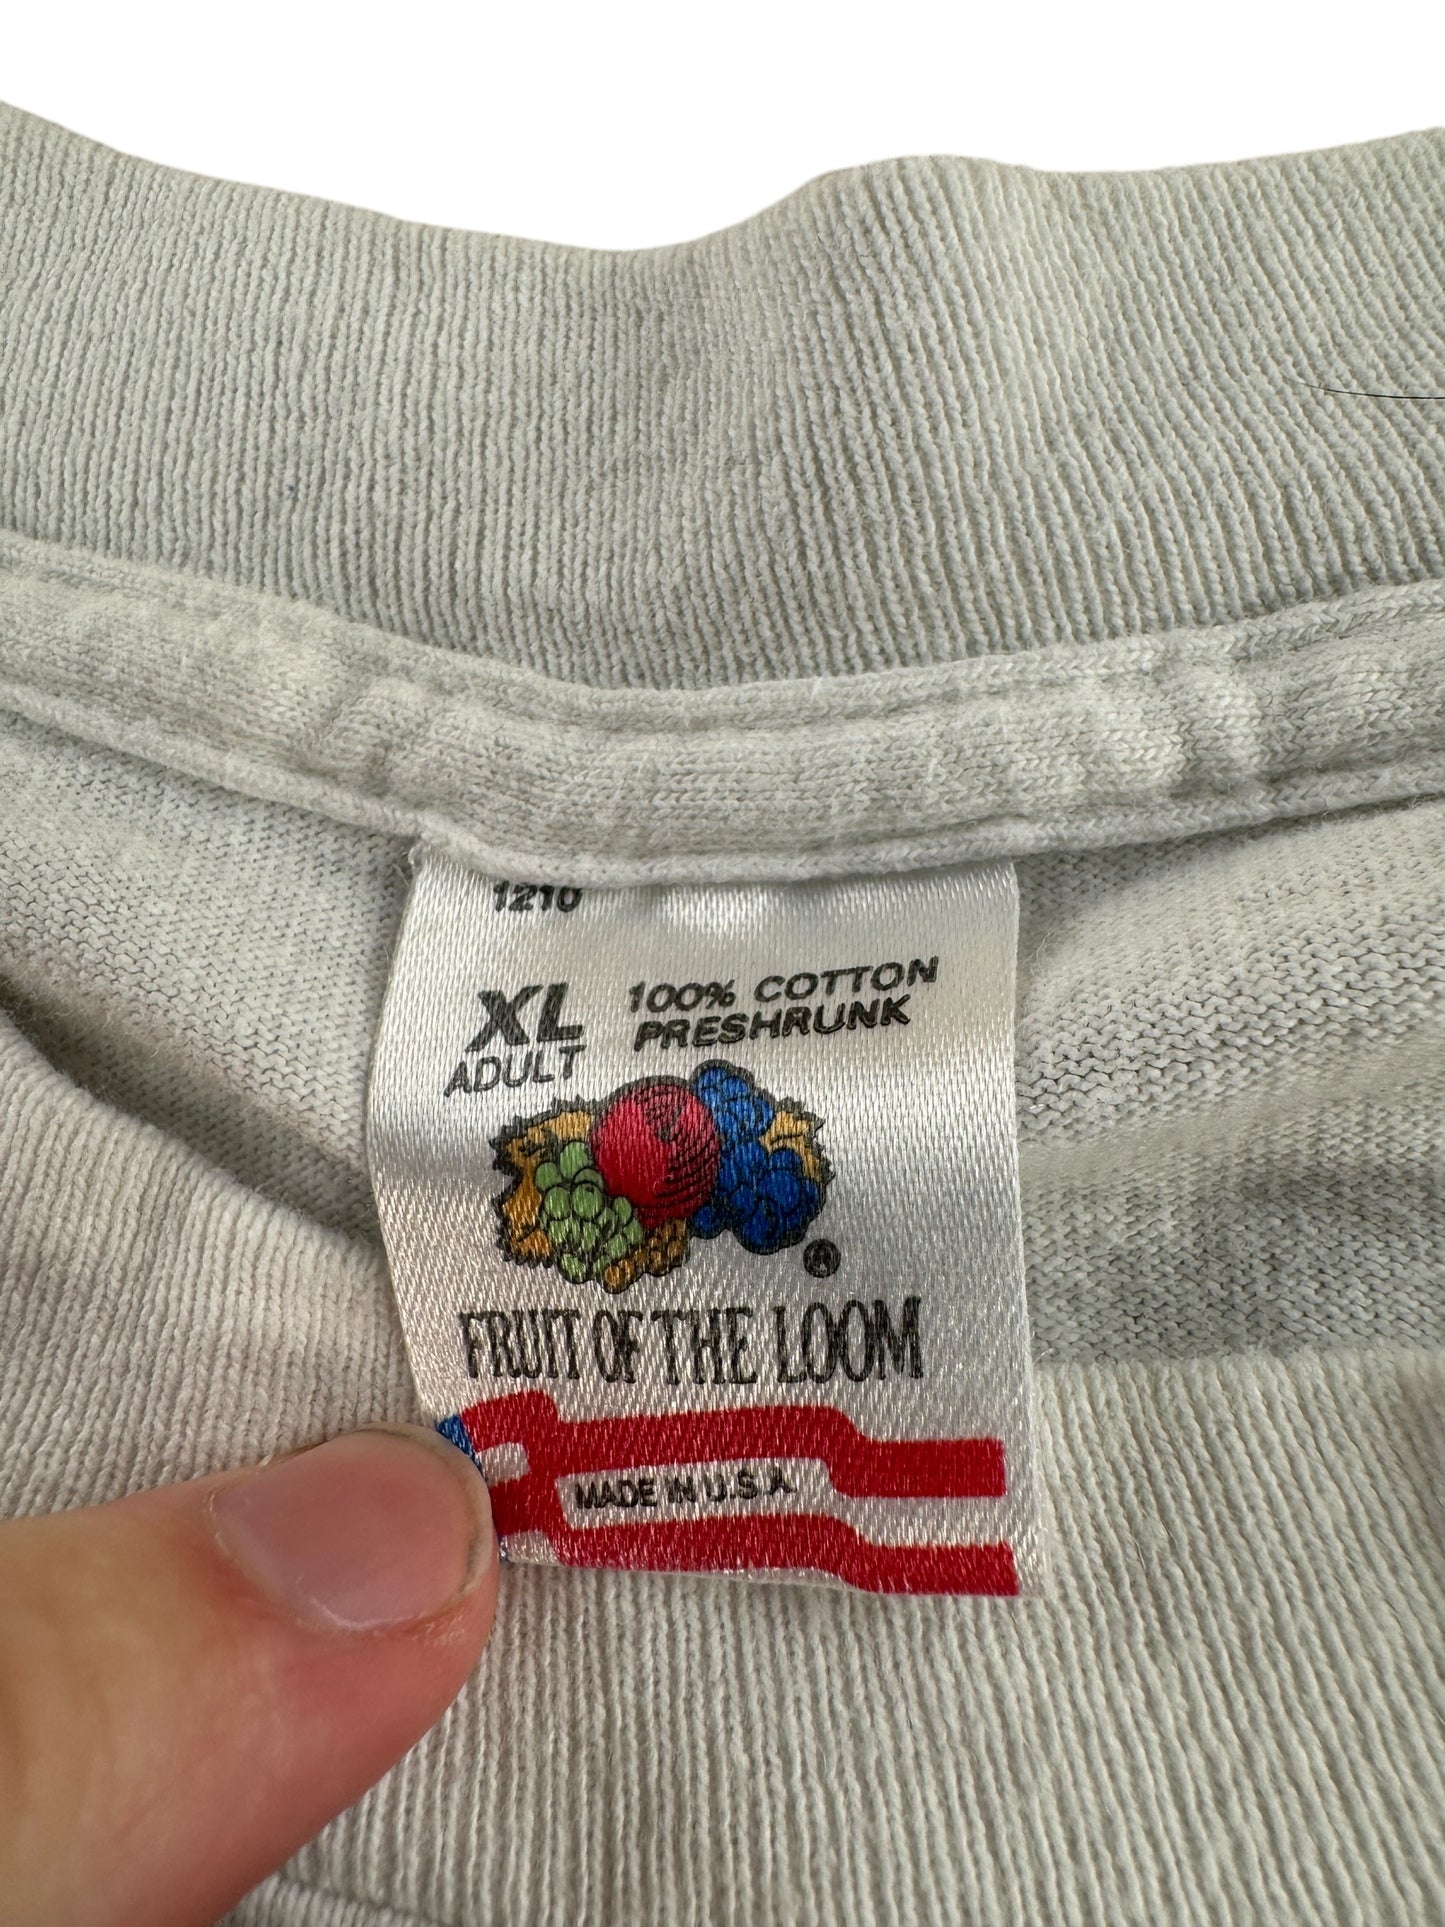 1210
XL 100% COTTON
ADULT PRESHRUNK
®
FRUIT OF THE LOOM
MADE IN U.S.A.